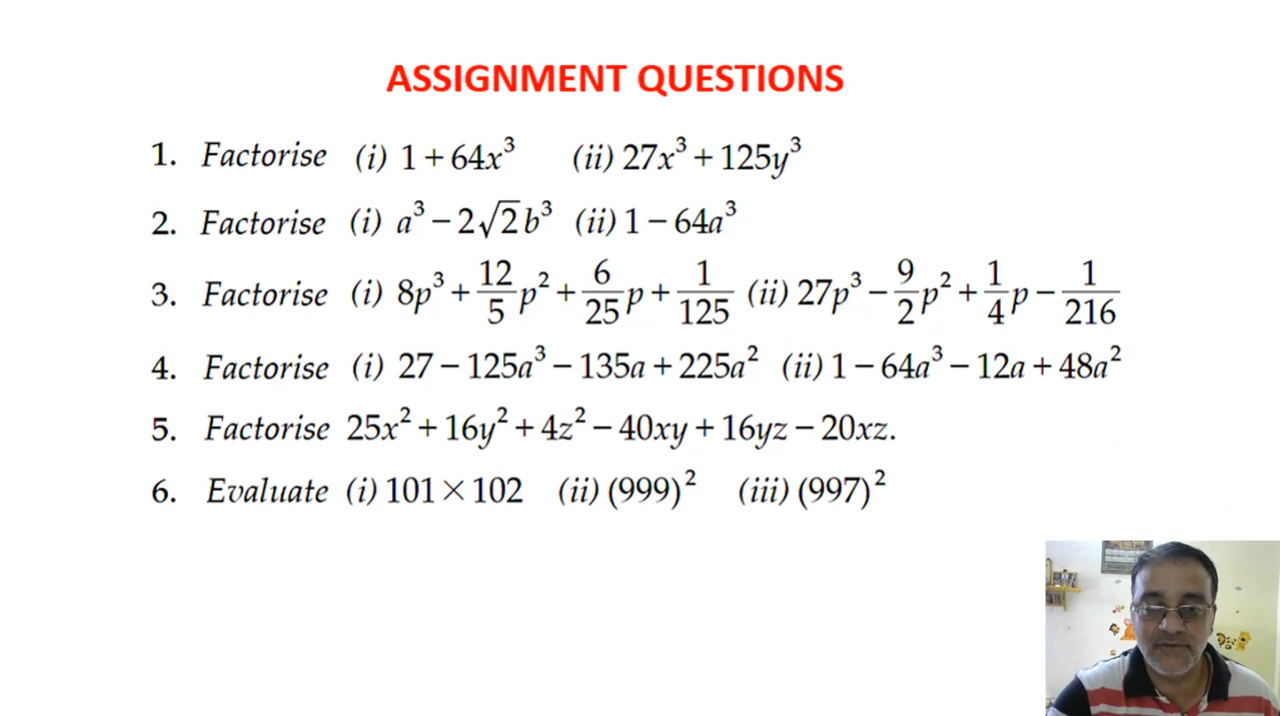 ASSIGNMENT QUESTIONS
1. Factorise (i) 1 + 64x³ (ii) 27x³ + 125y³
2. Factorise (i) a³ − 2√2b³ (ii) 1 − 64a³
3. Factorise (i) 8p³ + 12/5 p² + 6/25 p + 1/125 (ii) 27p³ − 9/2 p² + 1/4 p − 1/216
4. Factorise (i) 27 − 125a³ − 135a + 225a² (ii) 1 − 64a³ − 12a + 48a²
5. Factorise 25x² + 16y² + 4z² − 40xy + 16yz − 20xz.
6. Evaluate (i) 101 × 102 (ii) (999)² (iii) (997)²